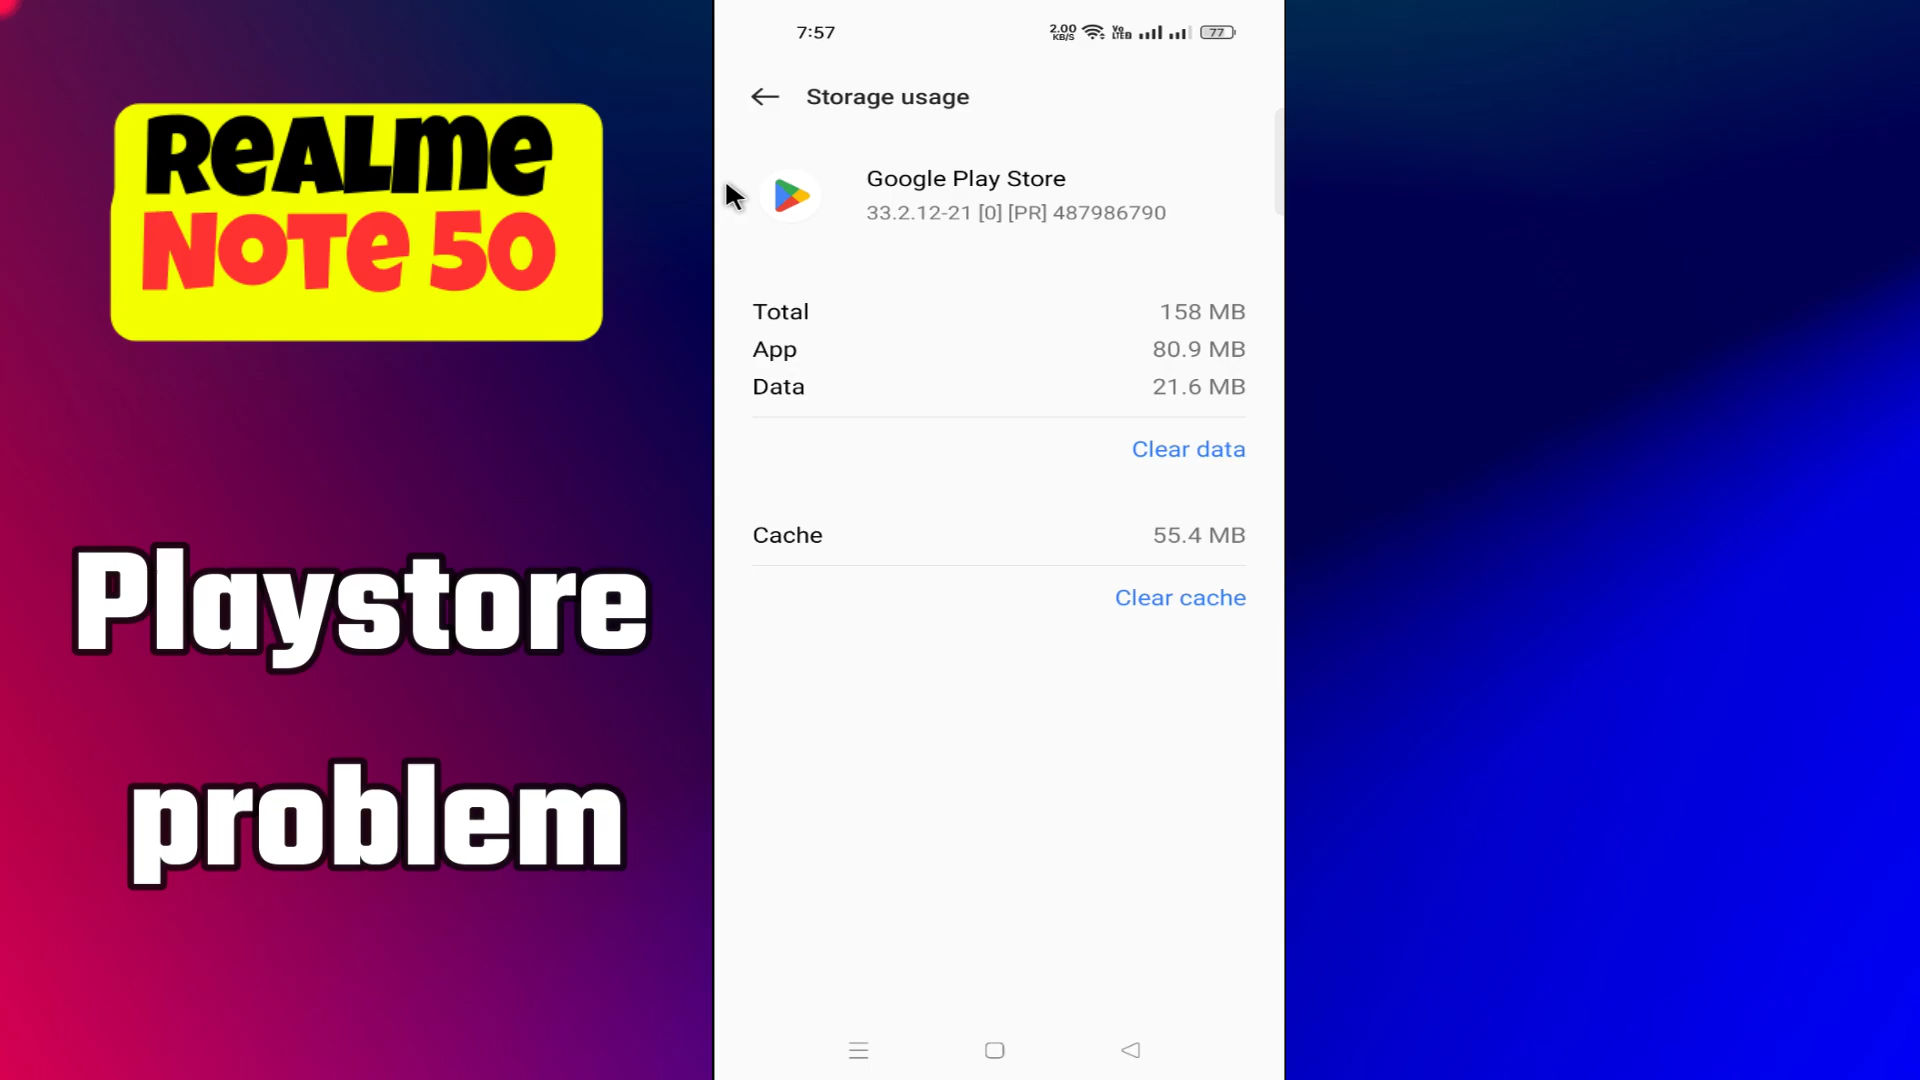 ReALme
Note 50
Playstore
problem
7:57
2.00 KB/S Vo LTE 77
Storage usage
Google Play Store
33.2.12-21 [0] [PR] 487986790
Total 158 MB
App 80.9 MB
Data 21.6 MB
Clear data
Cache 55.4 MB
Clear cache